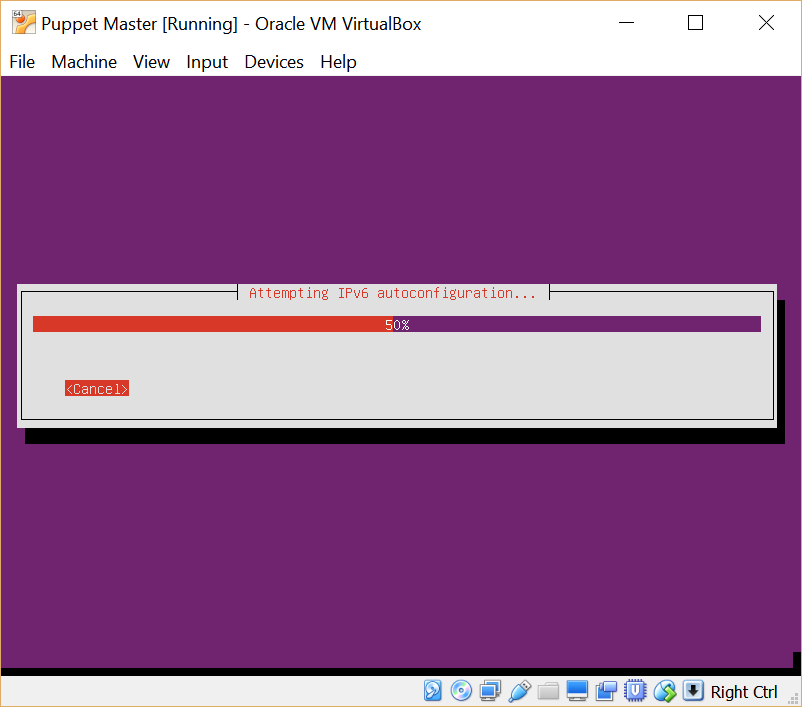 64
Puppet Master [Running] - Oracle VM VirtualBox
File Machine View Input Devices Help
Attempting IPv6 autoconfiguration...
50%
<Cancel>
Right Ctrl